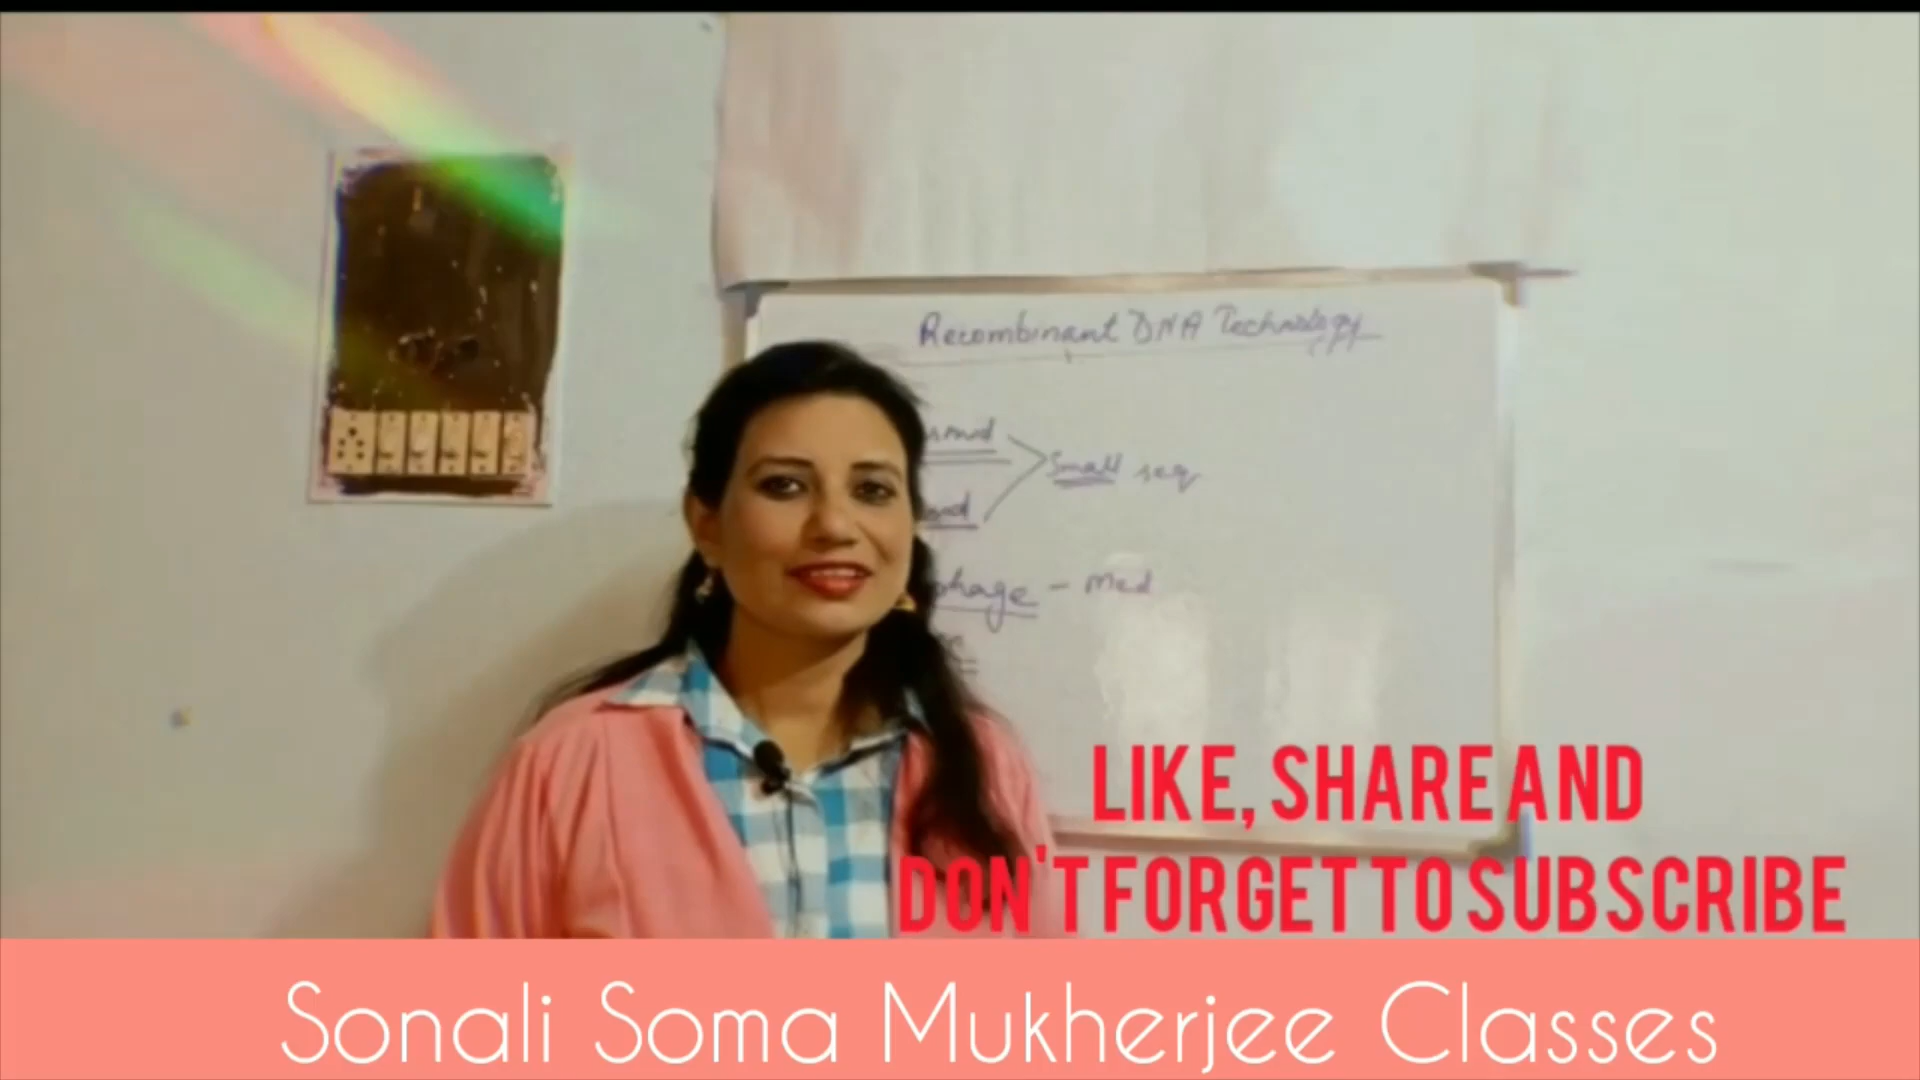 Recombinant DNA Technology
Small seq
phage - Med
LIKE, SHARE AND
DON'T FORGET TO SUBSCRIBE
Sonali Soma Mukherjee Classes